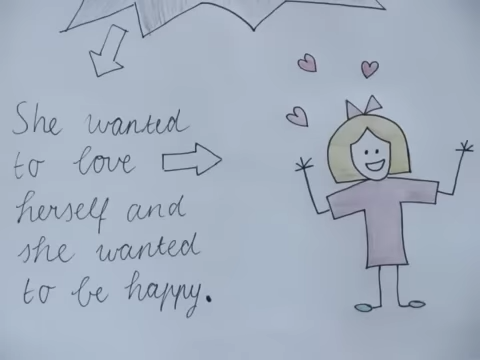 She wanted
to love
herself and
she wanted
to be happy.